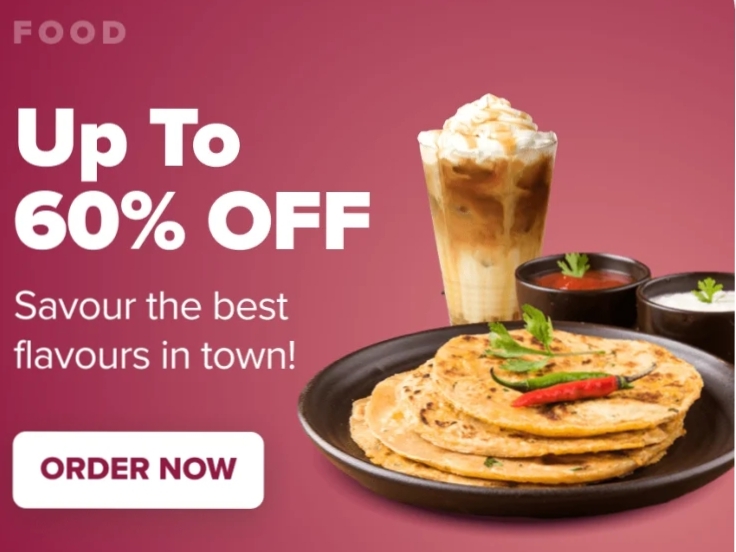 FOOD
Up To
60% OFF
Savour the best
flavours in town!
ORDER NOW